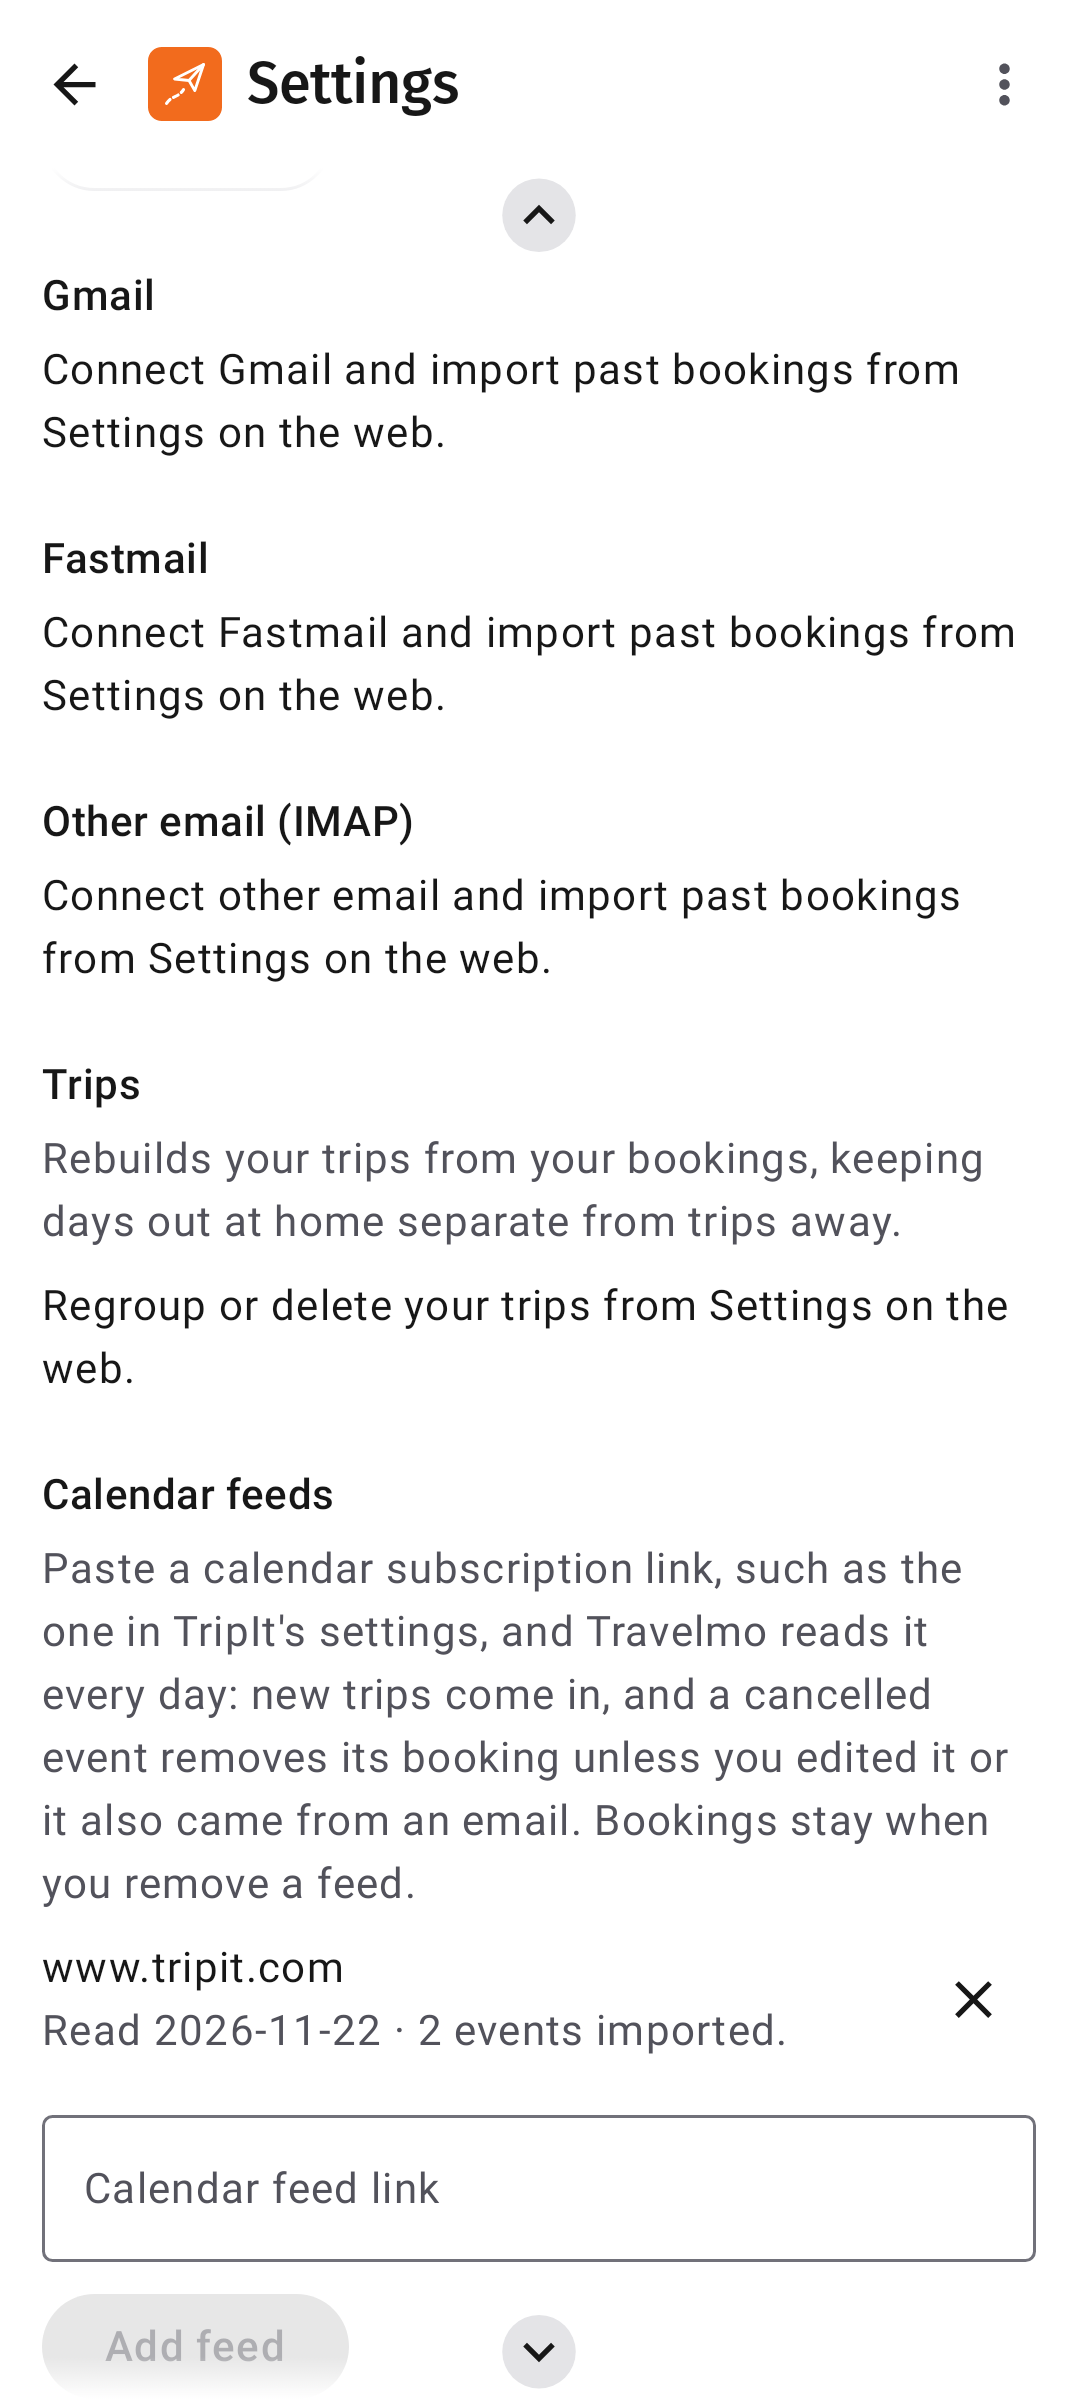 Settings
Gmail
Connect Gmail and import past bookings from
Settings on the web.
Fastmail
Connect Fastmail and import past bookings from
Settings on the web.
Other email (IMAP)
Connect other email and import past bookings
from Settings on the web.
Trips
Rebuilds your trips from your bookings, keeping
days out at home separate from trips away.
Regroup or delete your trips from Settings on the
web.
Calendar feeds
Paste a calendar subscription link, such as the
one in TripIt's settings, and Travelmo reads it
every day: new trips come in, and a cancelled
event removes its booking unless you edited it or
it also came from an email. Bookings stay when
you remove a feed.
www.tripit.com
Read 2026-11-22 · 2 events imported.
Calendar feed link
Add feed